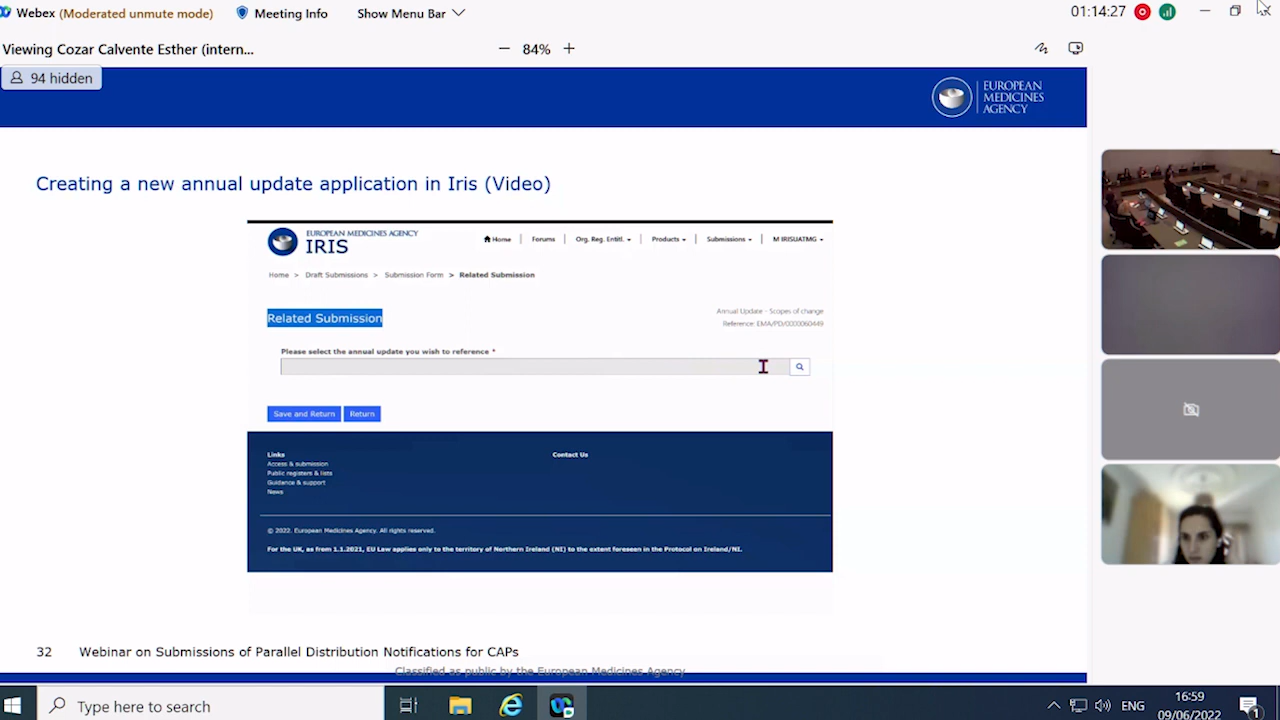 Webex (Moderated unmute mode) Meeting Info Show Menu Bar 01:14:27
Viewing Cozar Calvente Esther (intern... 84%
94 hidden
EUROPEAN
MEDICINES
AGENCY
Creating a new annual update application in Iris (Video)
EUROPEAN MEDICINES AGENCY
IRIS
Home | Forums | Org. Reg. Entitl. | Products | Submissions | M IRISUATMG
Home > Draft Submissions > Submission Form > Related Submission
Related Submission
Annual Update - Scopes of change
Reference: EMA/PD/0000060449
Please select the annual update you wish to reference *
Save and Return Return
Links Contact Us
Access & submission
Public registers & lists
Guidance & support
News
© 2022. European Medicines Agency. All rights reserved.
For the UK, as from 1.1.2021, EU Law applies only to the territory of Northern Ireland (NI) to the extent foreseen in the Protocol on Ireland/NI.
32 Webinar on Submissions of Parallel Distribution Notifications for CAPs
Classified as public by the European Medicines Agency
Type here to search
ENG
16:59
09/06/2022
1